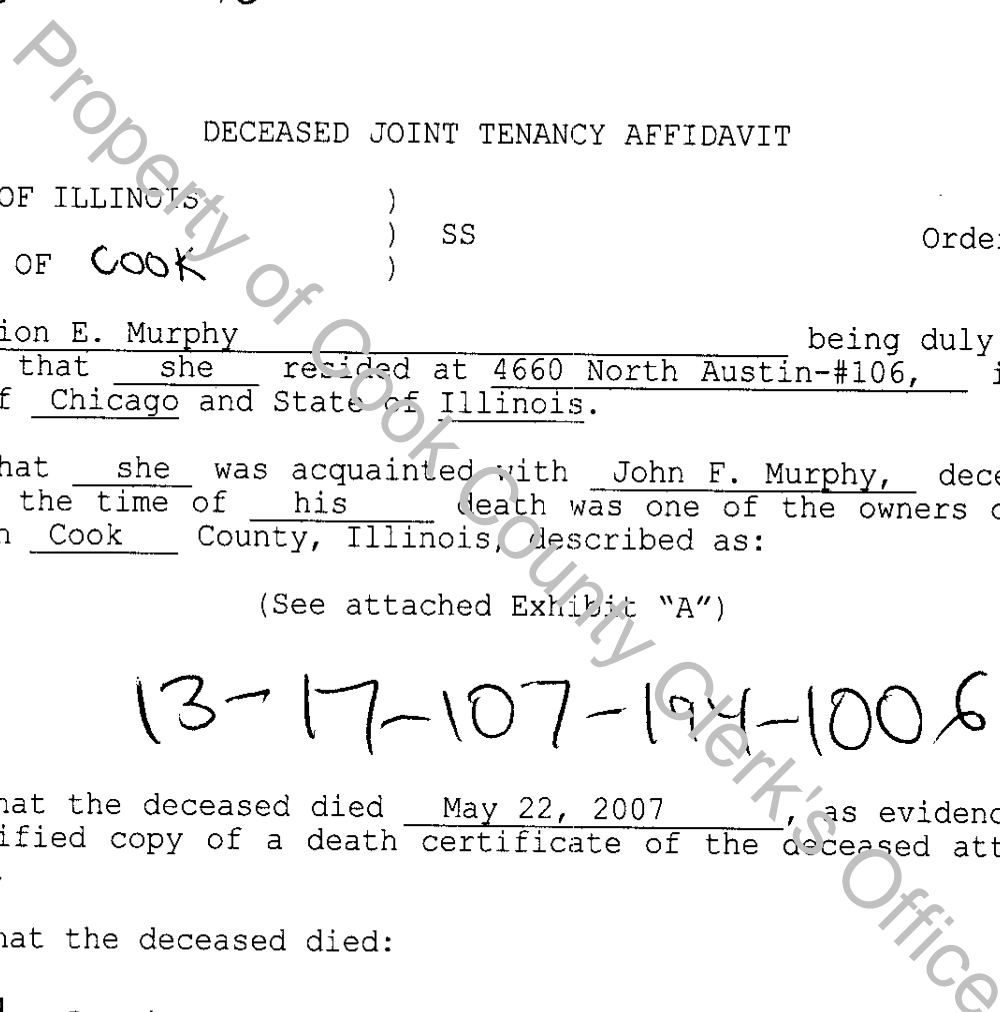 DECEASED JOINT TENANCY AFFIDAVIT
OF ILLINOIS )
) SS Order
OF COOK )
ion E. Murphy being duly
that she resided at 4660 North Austin-#106, i
f Chicago and State of Illinois.
hat she was acquainted with John F. Murphy, dece
the time of his death was one of the owners o
n Cook County, Illinois, described as:
(See attached Exhibit "A")
13-17-107-194-1006
hat the deceased died May 22, 2007, as evidenc
ified copy of a death certificate of the deceased att
.
hat the deceased died:
Property of Cook County Clerk's Office